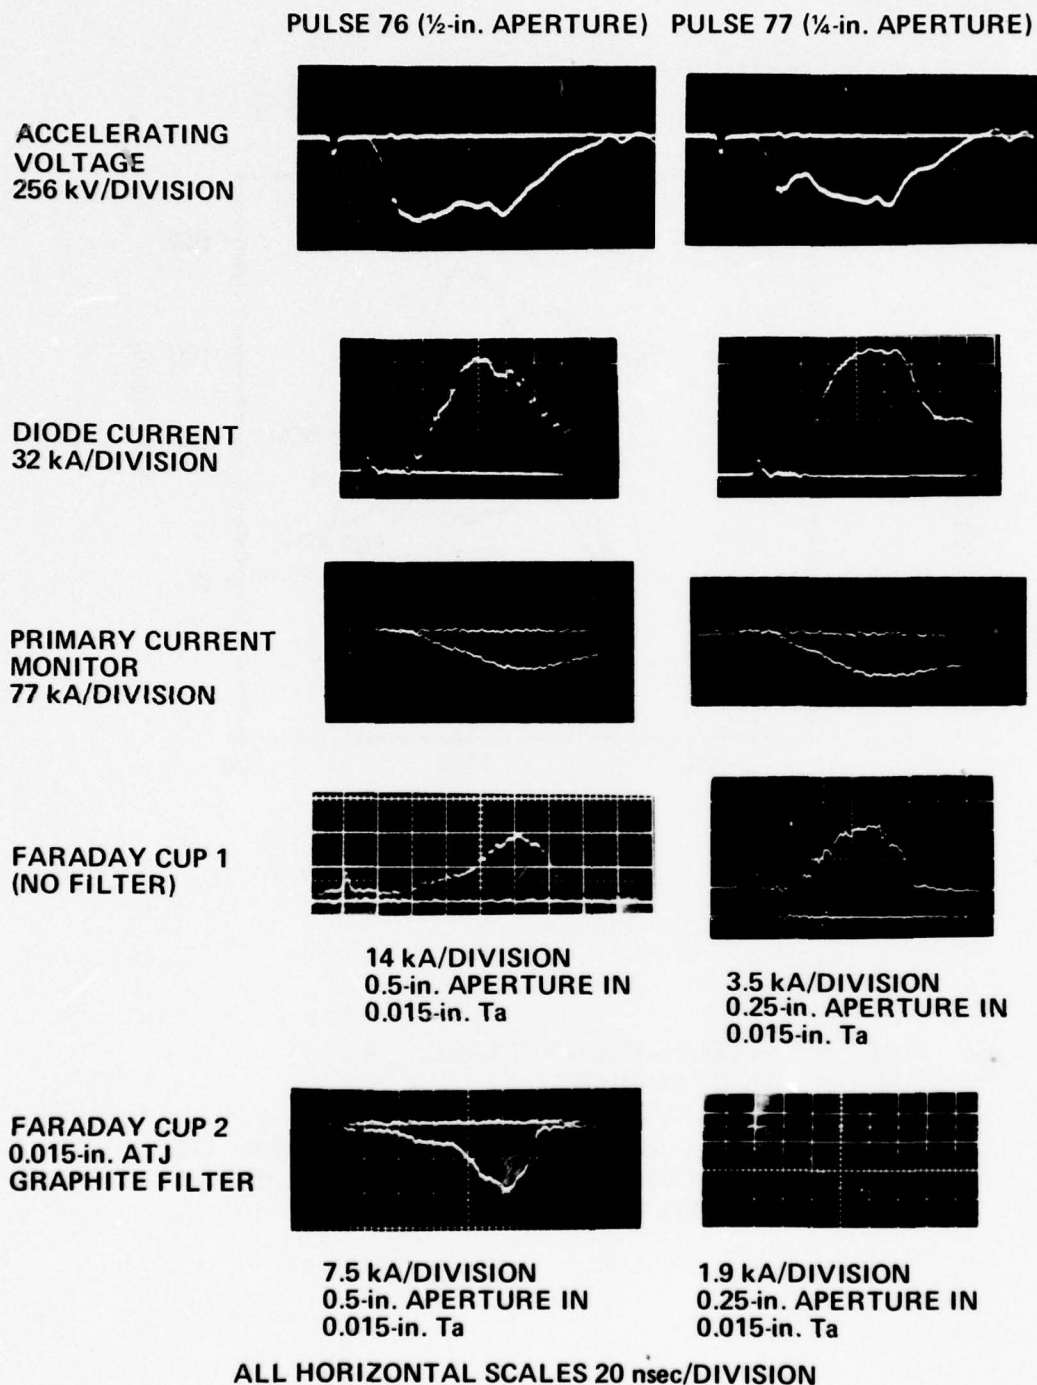 PULSE 76 (½-in. APERTURE) PULSE 77 (¼-in. APERTURE)
ACCELERATING
VOLTAGE
256 kV/DIVISION
DIODE CURRENT
32 kA/DIVISION
PRIMARY CURRENT
MONITOR
77 kA/DIVISION
FARADAY CUP 1
(NO FILTER)
14 kA/DIVISION
0.5-in. APERTURE IN
0.015-in. Ta
3.5 kA/DIVISION
0.25-in. APERTURE IN
0.015-in. Ta
FARADAY CUP 2
0.015-in. ATJ
GRAPHITE FILTER
7.5 kA/DIVISION
0.5-in. APERTURE IN
0.015-in. Ta
1.9 kA/DIVISION
0.25-in. APERTURE IN
0.015-in. Ta
ALL HORIZONTAL SCALES 20 nsec/DIVISION